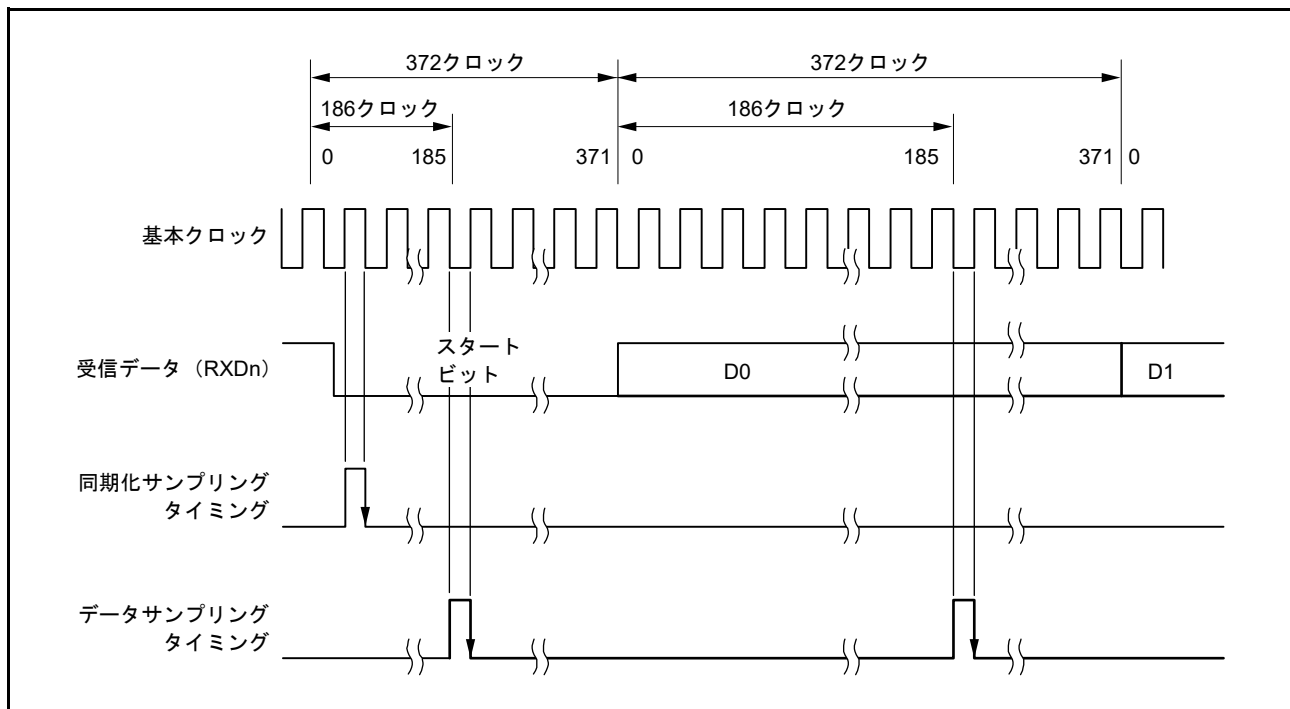 372クロック
372クロック
186クロック
186クロック
0
185
371
0
185
371
0
基本クロック
受信データ（RXDn）
スタート
ビット
D0
D1
同期化サンプリング
タイミング
データサンプリング
タイミング